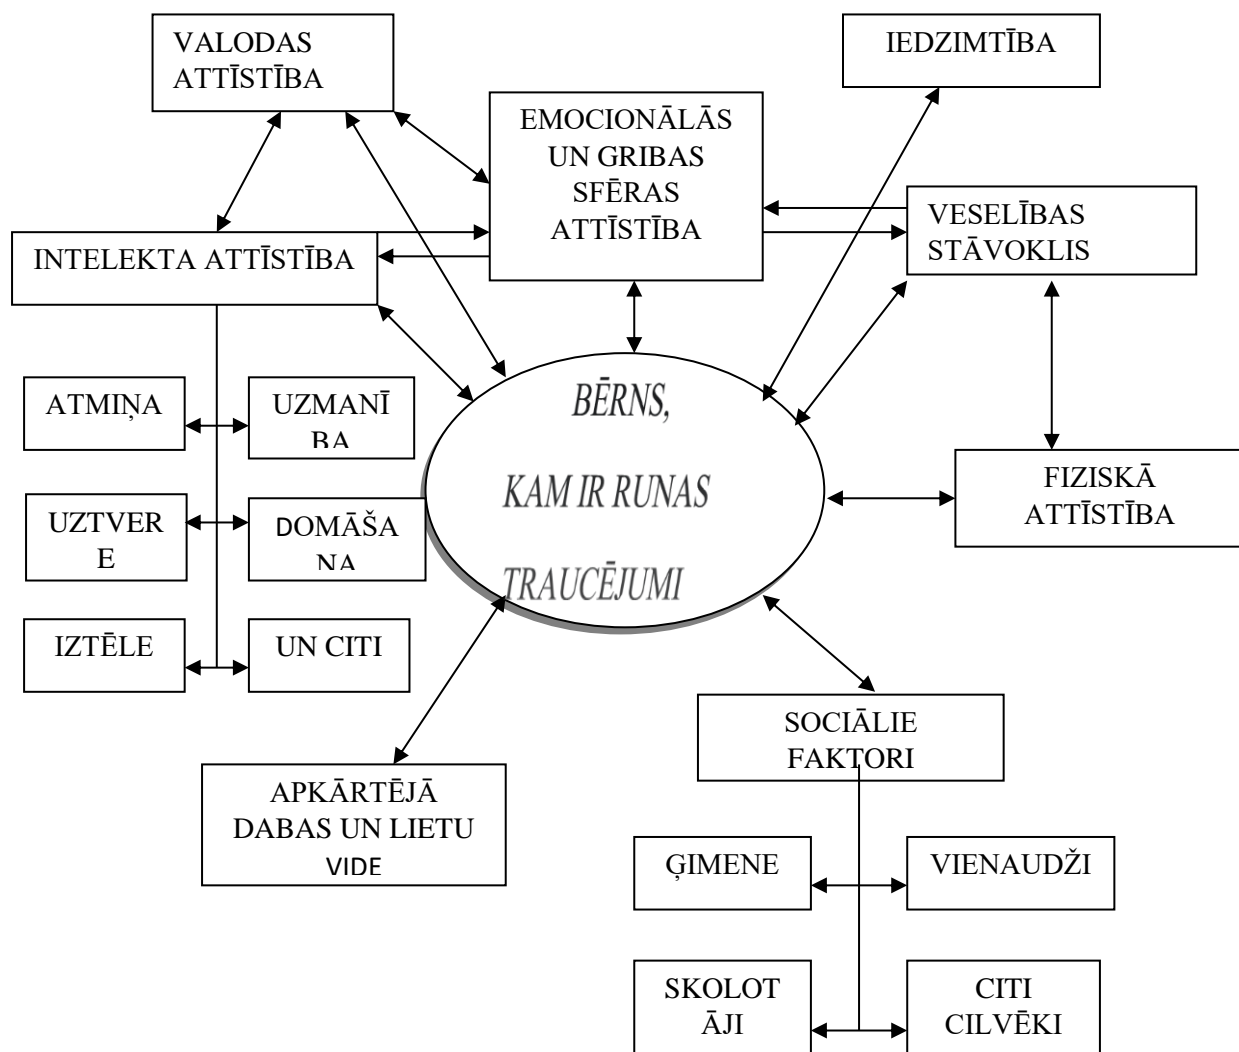 VALODAS
ATTĪSTĪBA
IEDZIMTĪBA
EMOCIONĀLĀS
UN GRIBAS
SFĒRAS
ATTĪSTĪBA
VESELĪBAS
STĀVOKLIS
INTELEKTA ATTĪSTĪBA
ATMIŅA
UZMANĪ
BA
UZTVER
E
DOMĀŠA
NA
IZTĒLE
UN CITI
BĒRNS,
KAM IR RUNAS
TRAUCĒJUMI
FIZISKĀ
ATTĪSTĪBA
APKĀRTĒJĀ
DABAS UN LIETU
VIDE
SOCIĀLIE
FAKTORI
ĢIMENE
VIENAUDŽI
SKOLOT
ĀJI
CITI
CILVĒKI